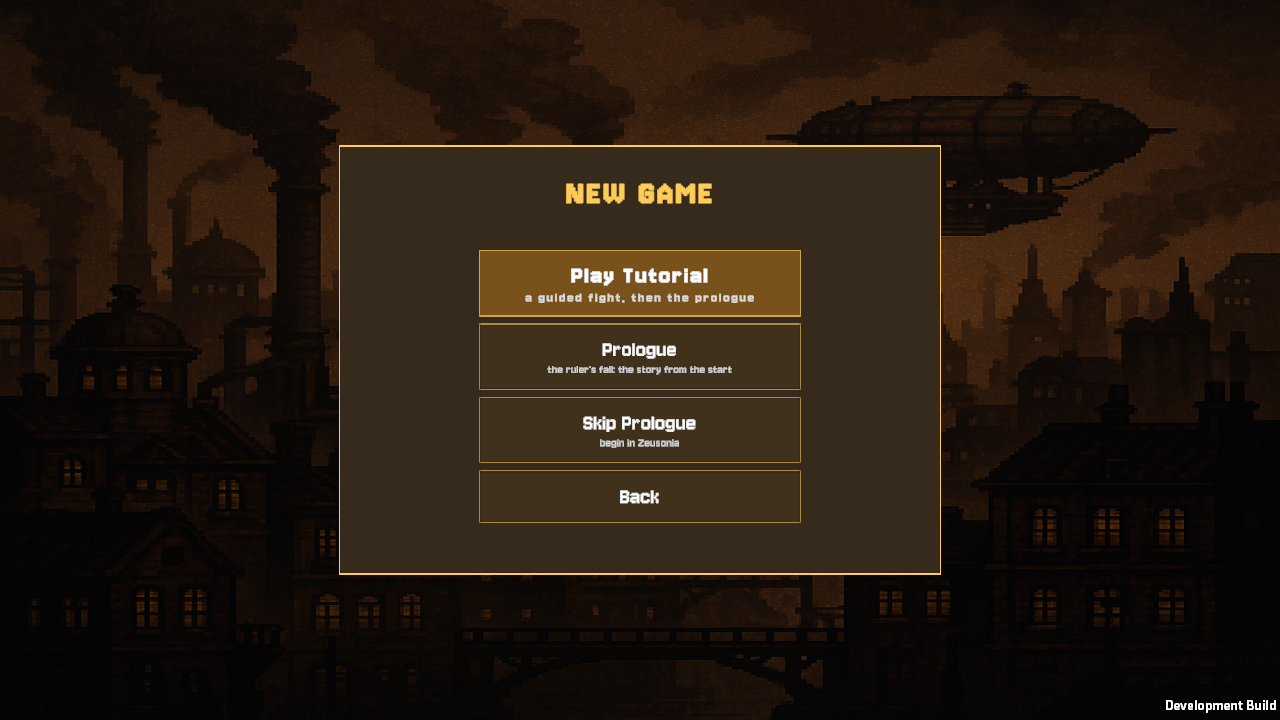 NEW GAME
Play Tutorial
a guided fight, then the prologue
Prologue
the ruler's fall: the story from the start
Skip Prologue
begin in Zeusonia
Back
Development Build